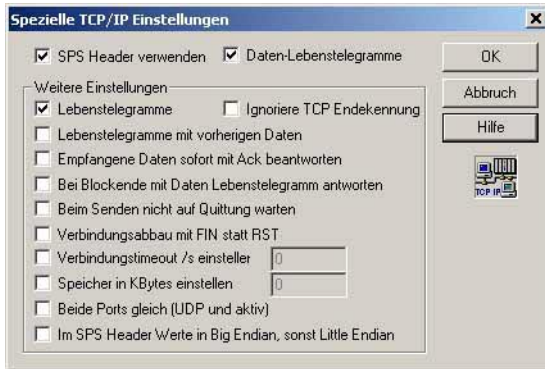 Spezielle TCP/IP Einstellungen
SPS Header verwenden Daten-Lebenstelegramme
OK
Abbruch
Hilfe
Weitere Einstellungen
Lebenstelegramme Ignoriere TCP Endekennung
Lebenstelegramme mit vorherigen Daten
Empfangene Daten sofort mit Ack beantworten
Bei Blockende mit Daten Lebenstelegramm antworten
Beim Senden nicht auf Quittung warten
Verbindungsabbau mit FIN statt RST
Verbindungstimeout /s einsteller 0
Speicher in KBytes einstellen 0
Beide Ports gleich (UDP und aktiv)
Im SPS Header Werte in Big Endian, sonst Little Endian
TCP IP